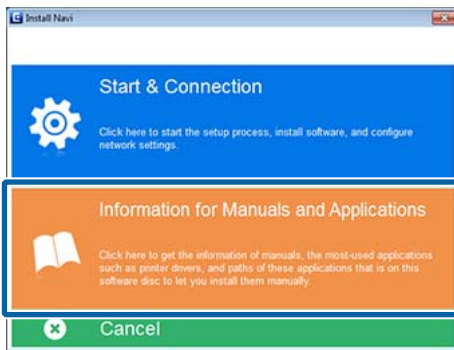 Install Navi
Start & Connection
Click here to start the setup process, install software, and configure
network settings.
Information for Manuals and Applications
Click here to get the information of manuals, the most-used applications
such as printer drivers, and paths of these applications that is on this
software disc to let you install them manually.
Cancel